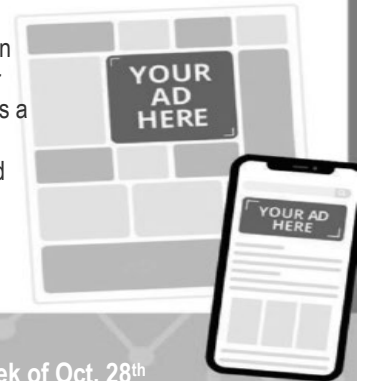 n
s a
d
YOUR
AD
HERE
YOUR AD
HERE
ek of Oct. 28th